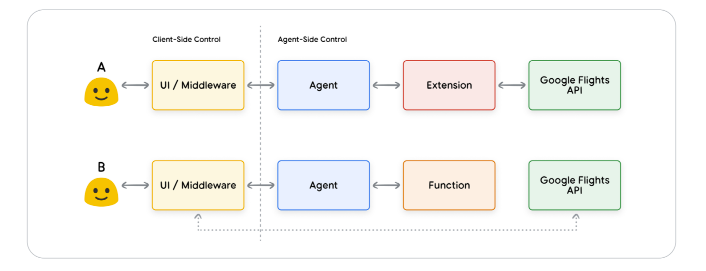 Client-Side Control
Agent-Side Control
A
UI / Middleware
Agent
Extension
Google Flights
API
B
UI / Middleware
Agent
Function
Google Flights
API